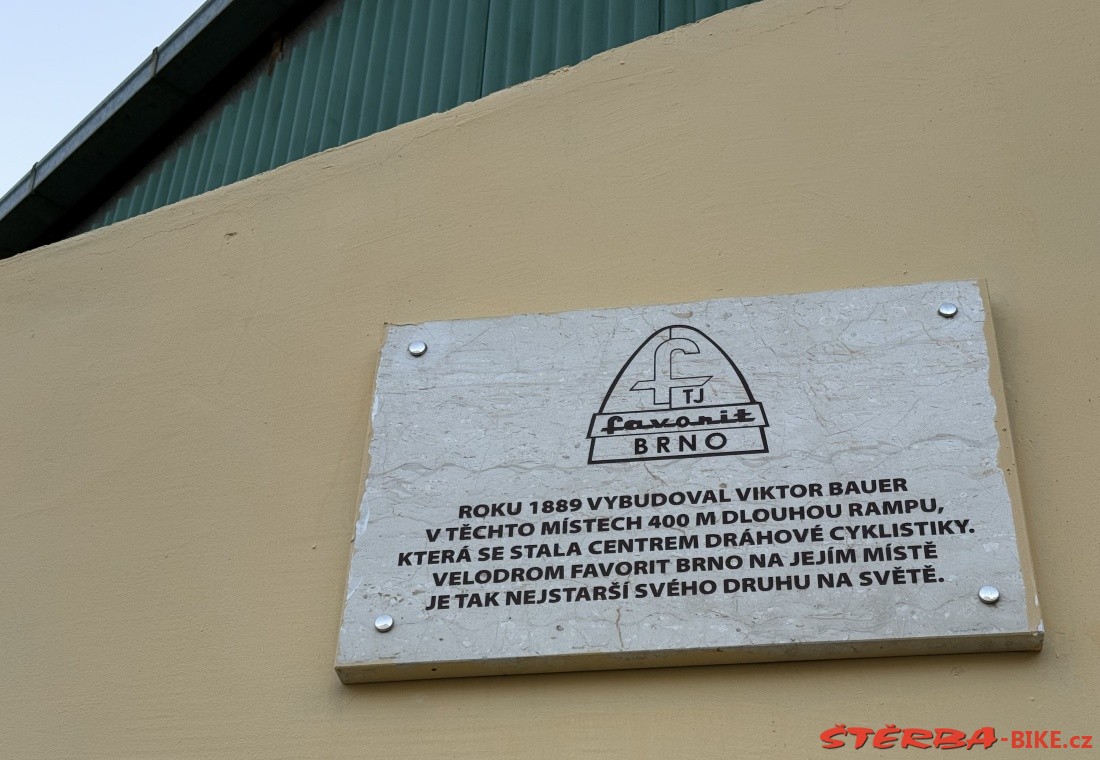 f
TJ
favorit
BRNO
ROKU 1889 VYBUDOVAL VIKTOR BAUER
V TĚCHTO MÍSTECH 400 M DLOUHOU RAMPU,
KTERÁ SE STALA CENTREM DRÁHOVÉ CYKLISTIKY.
VELODROM FAVORIT BRNO NA JEJÍM MÍSTĚ
JE TAK NEJSTARŠÍ SVÉHO DRUHU NA SVĚTĚ.
ŠTĚRBA-BIKE.cz